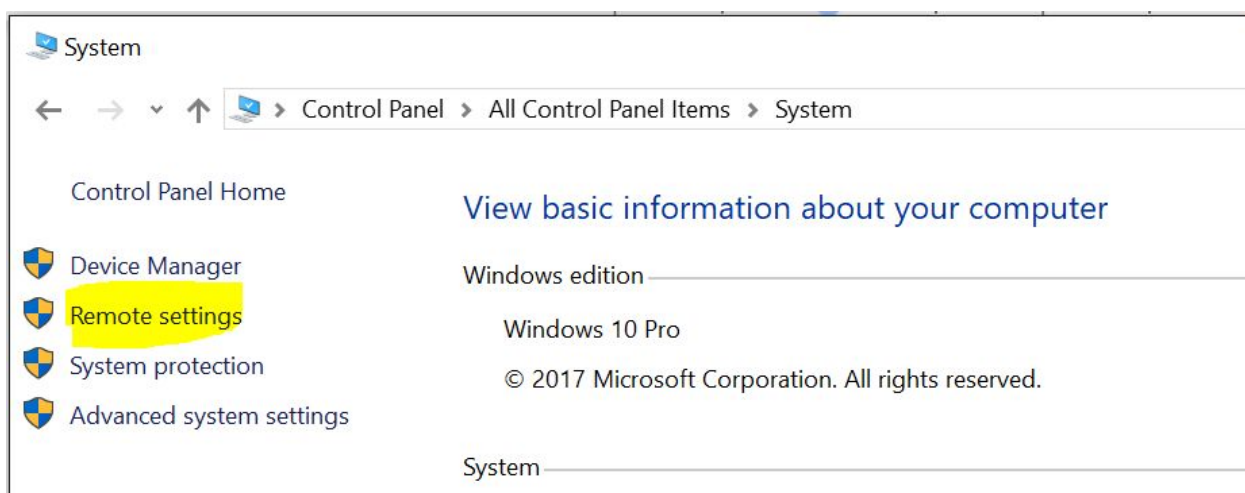 System
Control Panel > All Control Panel Items > System
Control Panel Home
View basic information about your computer
Device Manager
Windows edition
Remote settings
Windows 10 Pro
System protection
© 2017 Microsoft Corporation. All rights reserved.
Advanced system settings
System